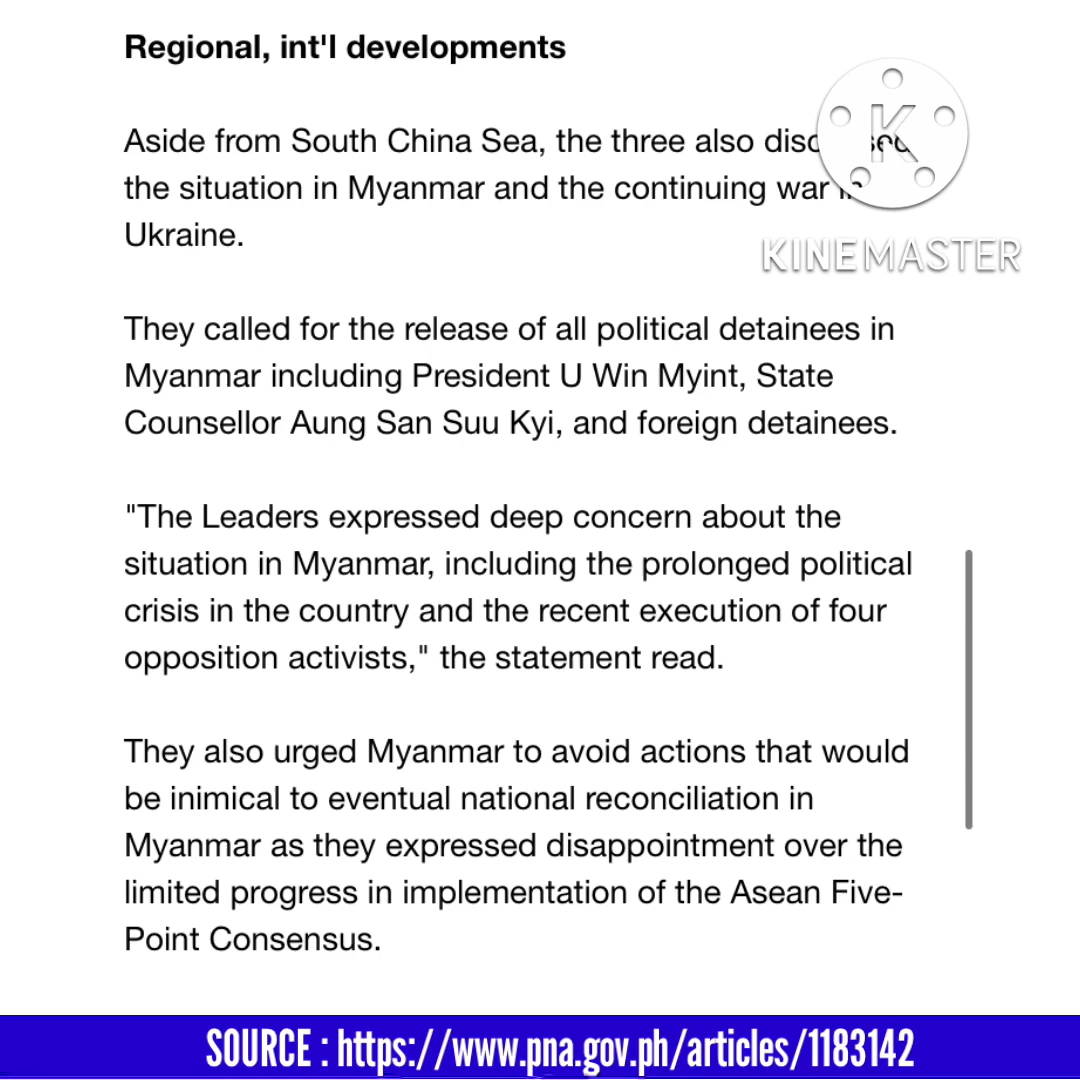 Regional, int'l developments
Aside from South China Sea, the three also
the situation in Myanmar and the continuing war in
Ukraine.
KINEMASTER
They called for the release of all political detainees in
Myanmar including President U Win Myint, State
Counsellor Aung San Suu Kyi, and foreign detainees.
"The Leaders expressed deep concern about the
situation in Myanmar, including the prolonged political
crisis in the country and the recent execution of four
opposition activists," the statement read.
They also urged Myanmar to avoid actions that would
be inimical to eventual national reconciliation in
Myanmar as they expressed disappointment over the
limited progress in implementation of the Asean Five-
Point Consensus.
SOURCE : https://www.pna.gov.ph/articles/1183142